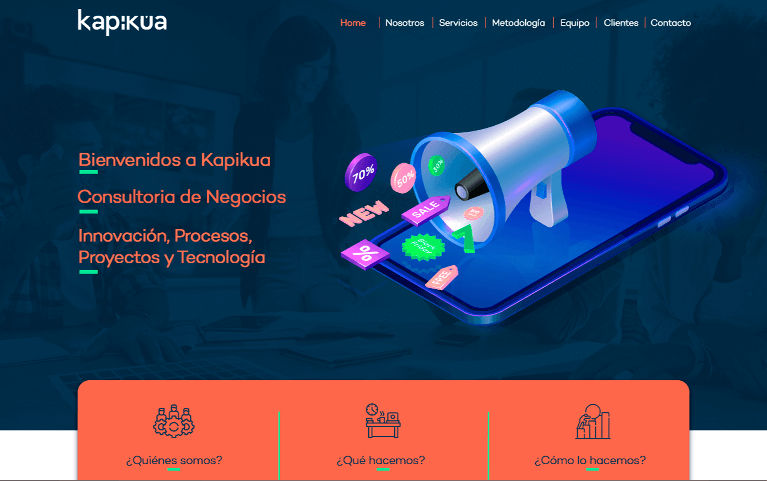 kapikua
Home
Nosotros
Servicios
Metodología
Equipo
Clientes
Contacto
Bienvenidos a Kapikua
Consultoria de Negocios
Innovación, Procesos,
Proyectos y Tecnología
70%
50%
NEW
SALE
%
¿Quiénes somos?
¿Qué hacemos?
¿Cómo lo hacemos?